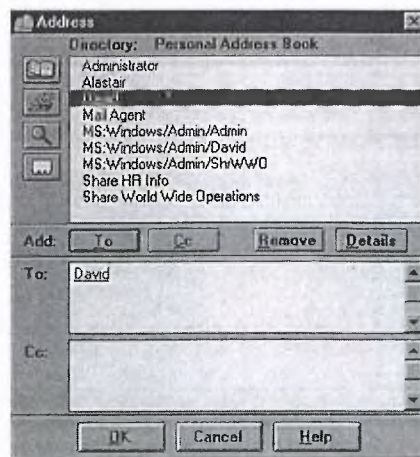 Address
Directory: Personal Address Book
Administrator
Alastair
Mail Agent
MS:Windows/Admin/Admin
MS:Windows/Admin/David
MS:Windows/Admin/ShrWWO
Share HR Info
Share World Wide Operations
Add: To Cc Remove Details
To: David
Cc:
OK Cancel Help